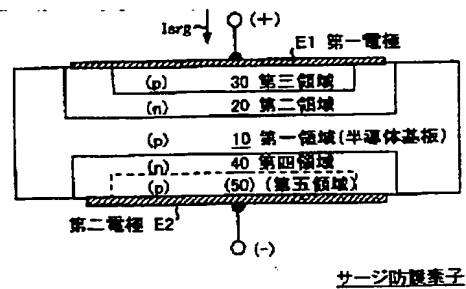 Isrg (+)
E1 第一電極
(p) 30 第三領域
(n) 20 第二領域
(p) 10 第一領域(半導体基板)
(n) 40 第四領域
(p) (50) (第五領域)
第二電極 E2
(-)
サージ防護素子